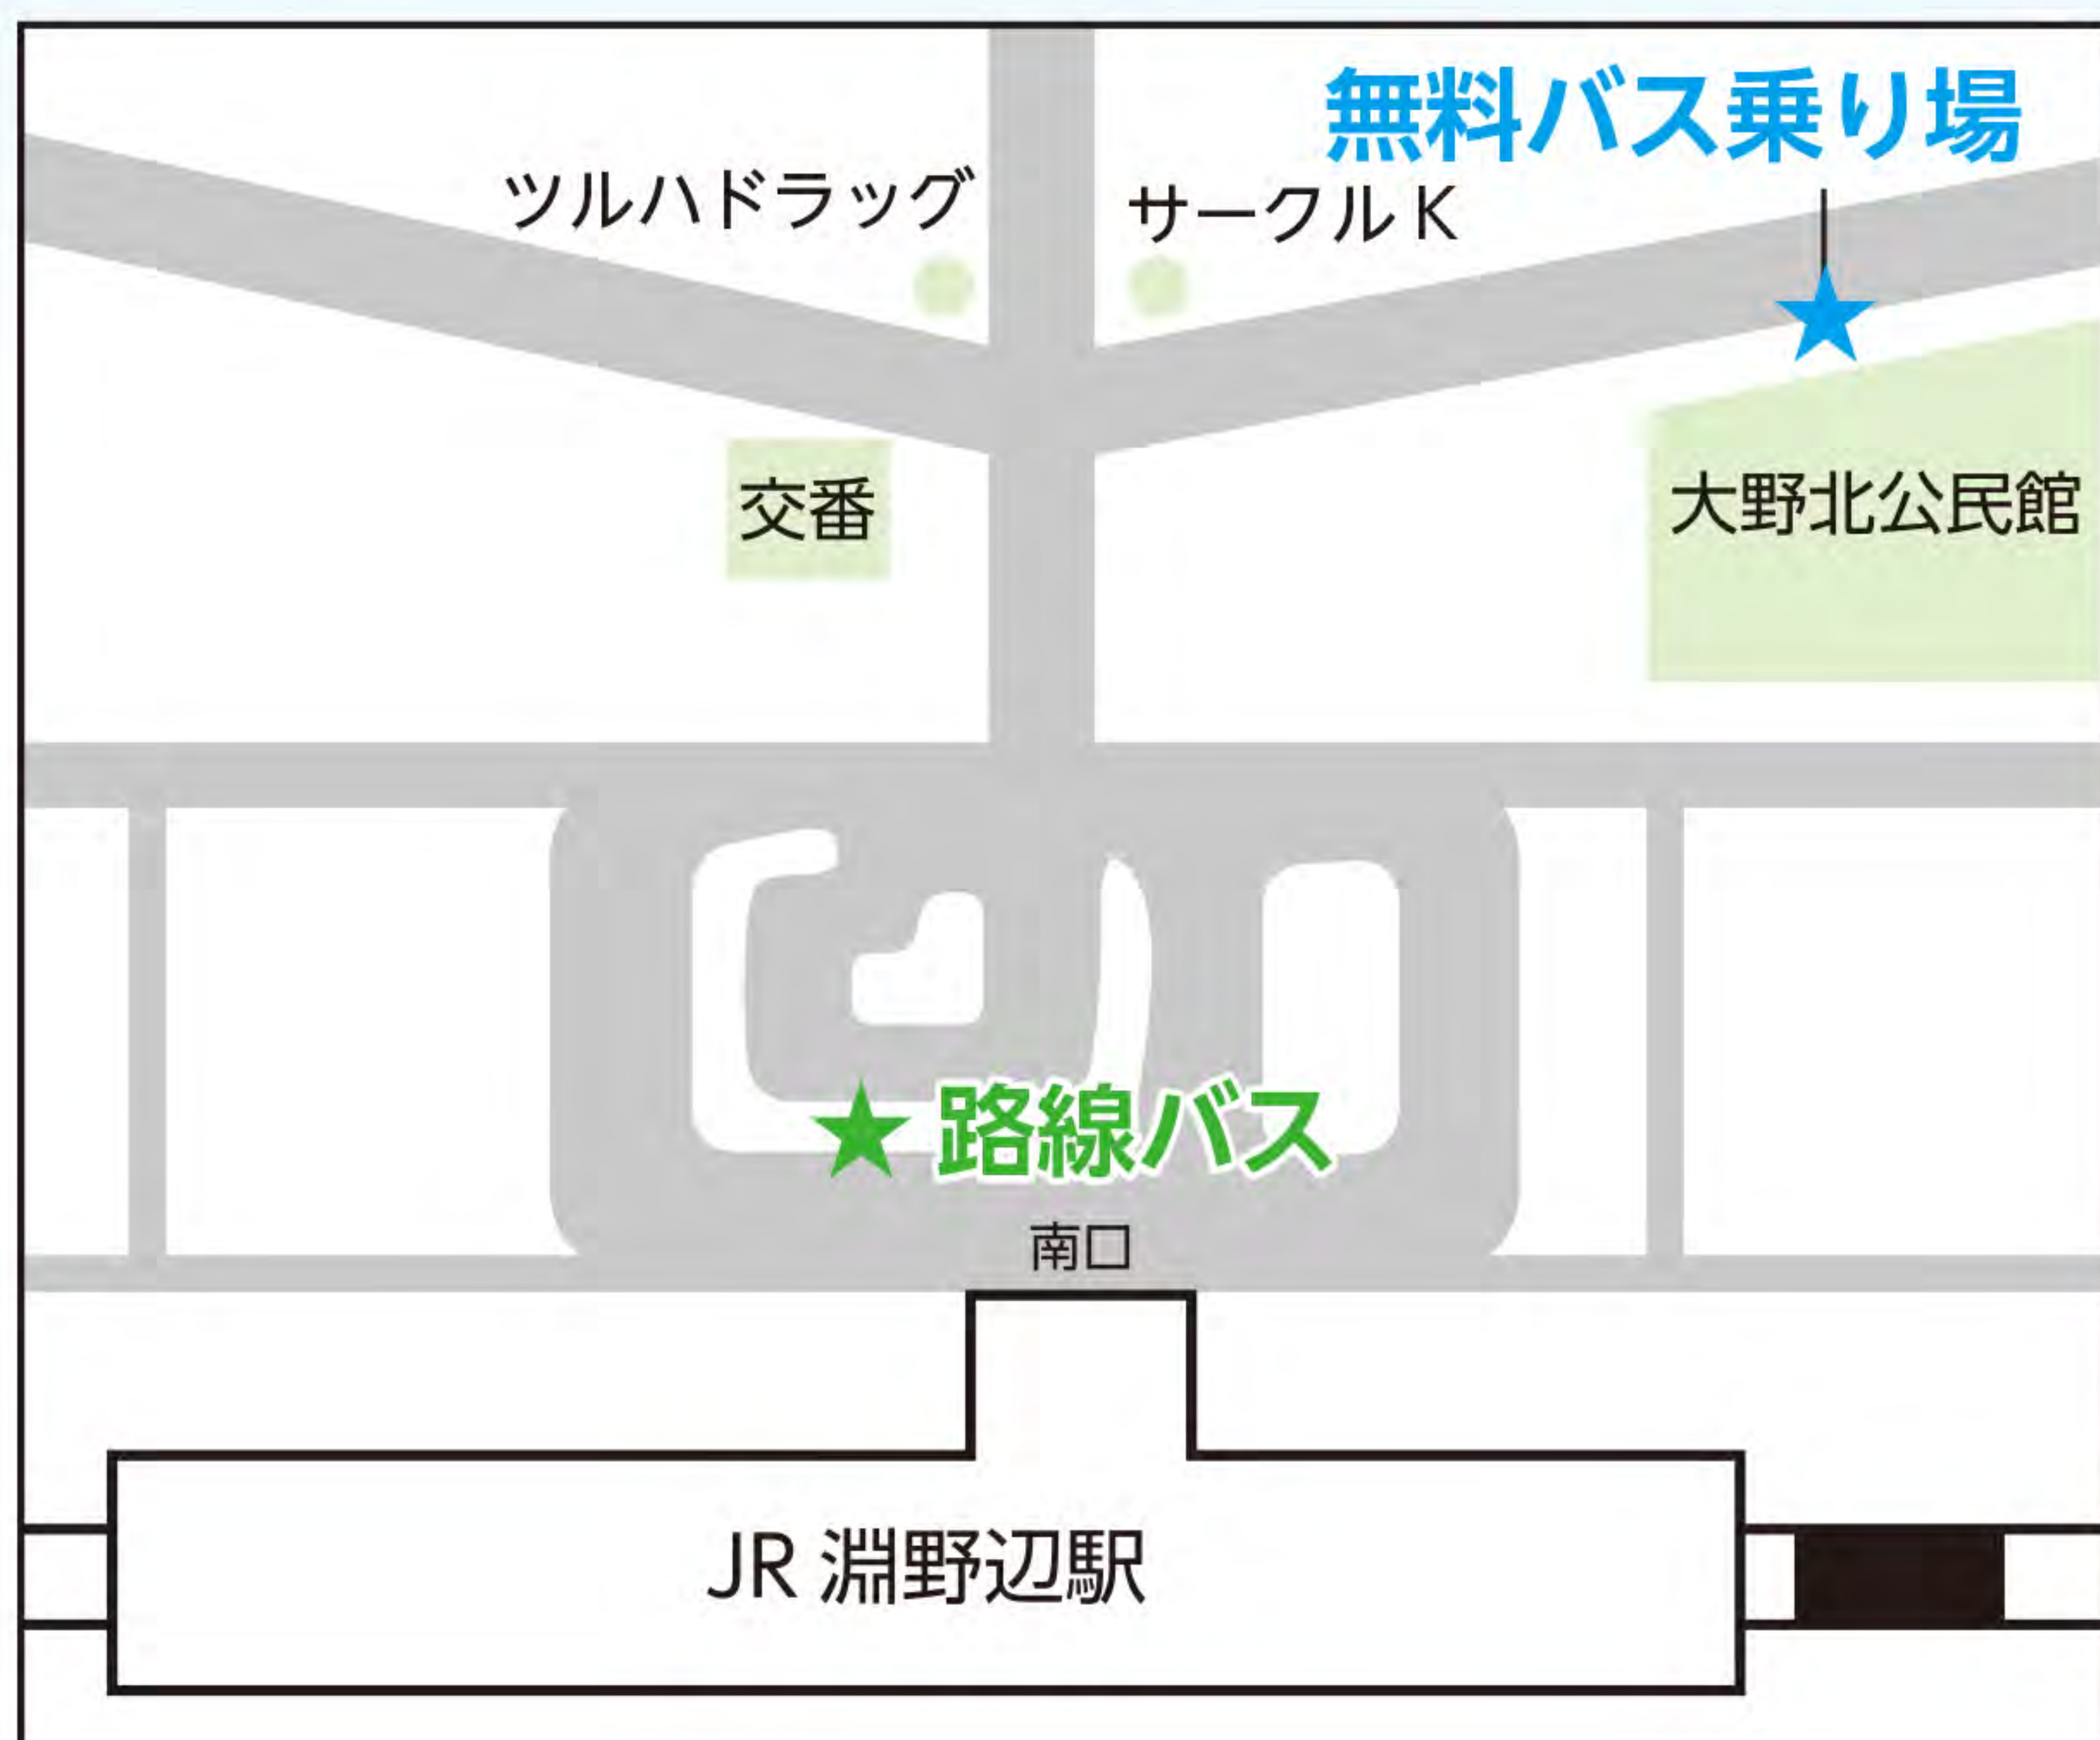 無料バス乗り場
ツルハドラッグ
サークルK
交番
大野北公民館
路線バス
南口
JR 淵野辺駅